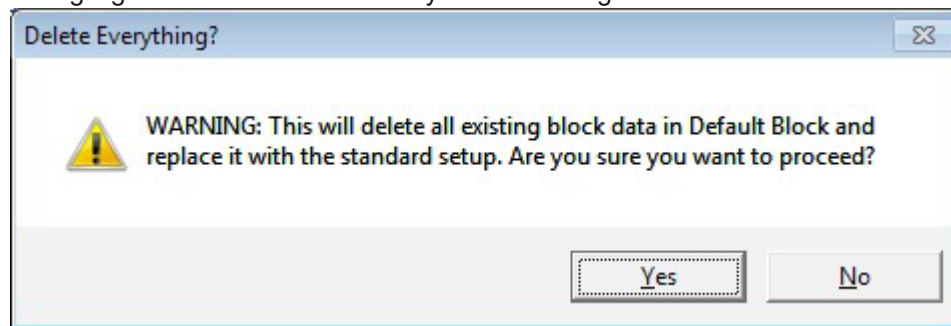 Delete Everything?
WARNING: This will delete all existing block data in Default Block and
replace it with the standard setup. Are you sure you want to proceed?
Yes
No